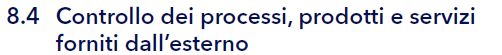 8.4 Controllo dei processi, prodotti e servizi
forniti dall’esterno